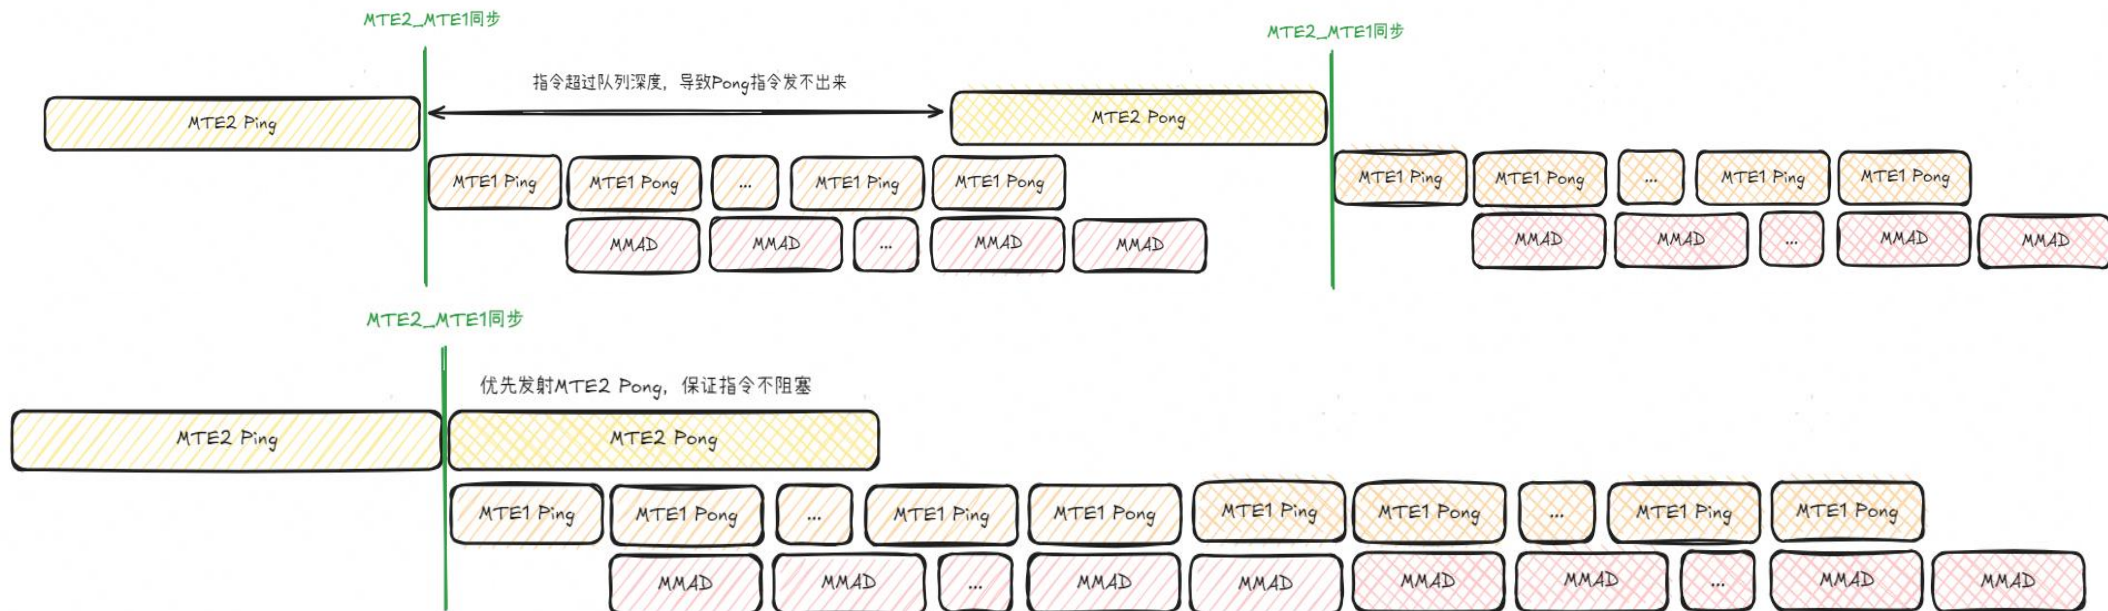 MTE2_MTE1同步
MTE2_MTE1同步
指令超过队列深度，导致Pong指令发不出来
MTE2 Ping
MTE2 Pong
MTE1 Ping
MTE1 Pong
...
MTE1 Ping
MTE1 Pong
MTE1 Ping
MTE1 Pong
...
MTE1 Ping
MTE1 Pong
MMAD
MMAD
...
MMAD
MMAD
MMAD
MMAD
...
MMAD
MMAD
MTE2_MTE1同步
优先发射MTE2 Pong，保证指令不阻塞
MTE2 Ping
MTE2 Pong
MTE1 Ping
MTE1 Pong
...
MTE1 Ping
MTE1 Pong
MTE1 Ping
MTE1 Pong
...
MTE1 Ping
MTE1 Pong
MMAD
MMAD
...
MMAD
MMAD
MMAD
MMAD
...
MMAD
MMAD